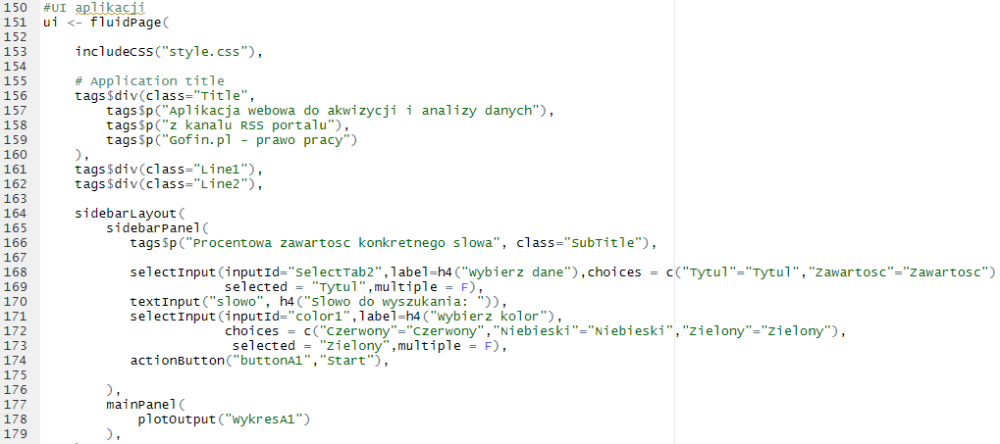 150 #UI aplikacji
151 ui <- fluidPage(
152
153     includeCSS("style.css"),
154
155     # Application title
156     tags$div(class="Title",
157         tags$p("Aplikacja webowa do akwizycji i analizy danych"),
158         tags$p("z kanalu RSS portalu"),
159         tags$p("Gofin.pl - prawo pracy")
160     ),
161     tags$div(class="Line1"),
162     tags$div(class="Line2"),
163
164     sidebarLayout(
165         sidebarPanel(
166            tags$p("Procentowa zawartosc konkretnego slowa", class="SubTitle"),
167
168            selectInput(inputId="SelectTab2",label=h4("Wybierz dane"),choices = c("Tytul"="Tytul","Zawartosc"="Zawartosc")
169                        selected = "Tytul",multiple = F),
170            textInput("slowo", h4("Slowo do wyszukania: ")),
171            selectInput(inputId="color1",label=h4("Wybierz kolor"),
172                        choices = c("Czerwony"="Czerwony","Niebieski"="Niebieski","Zielony"="Zielony"),
173                         selected = "Zielony",multiple = F),
174            actionButton("buttonA1","Start"),
175
176         ),
177         mainPanel(
178             plotOutput("WykresA1")
179         ),